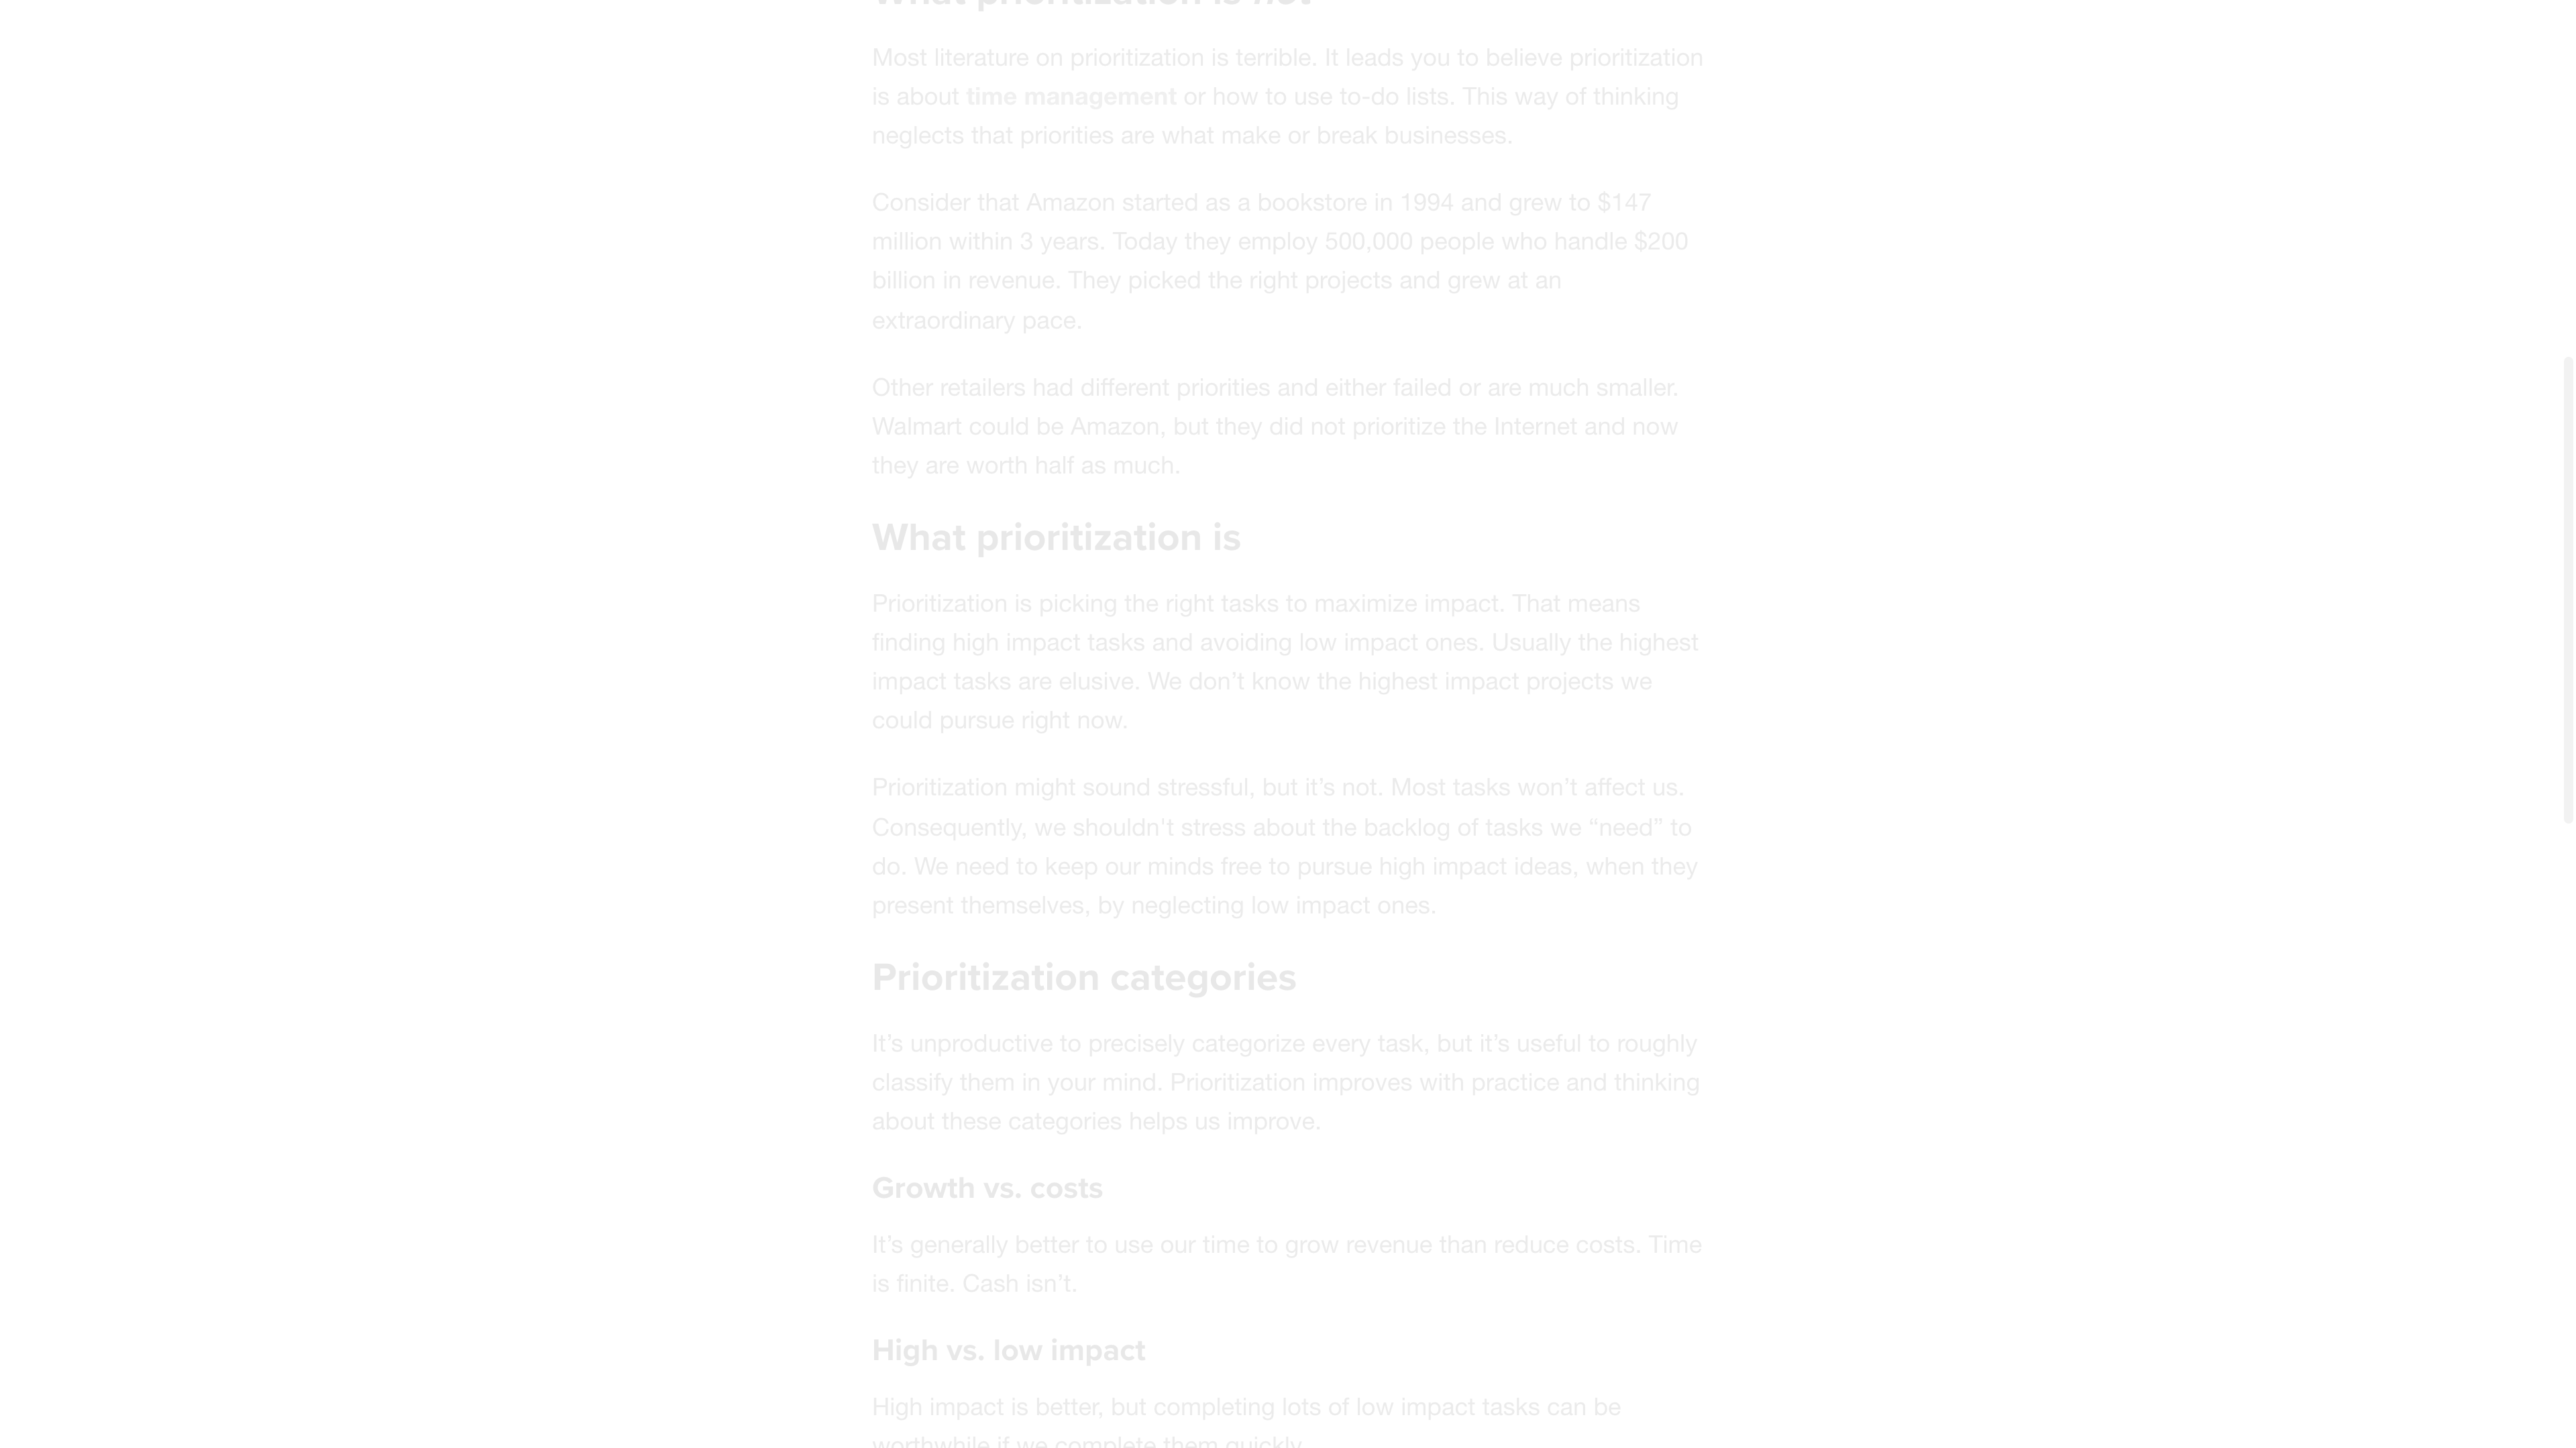 What prioritization is not
Most literature on prioritization is terrible. It leads you to believe prioritization
is about time management or how to use to-do lists. This way of thinking
neglects that priorities are what make or break businesses.
Consider that Amazon started as a bookstore in 1994 and grew to $147
million within 3 years. Today they employ 500,000 people who handle $200
billion in revenue. They picked the right projects and grew at an
extraordinary pace.
Other retailers had different priorities and either failed or are much smaller.
Walmart could be Amazon, but they did not prioritize the Internet and now
they are worth half as much.
What prioritization is
Prioritization is picking the right tasks to maximize impact. That means
finding high impact tasks and avoiding low impact ones. Usually the highest
impact tasks are elusive. We don’t know the highest impact projects we
could pursue right now.
Prioritization might sound stressful, but it’s not. Most tasks won’t affect us.
Consequently, we shouldn't stress about the backlog of tasks we “need” to
do. We need to keep our minds free to pursue high impact ideas, when they
present themselves, by neglecting low impact ones.
Prioritization categories
It’s unproductive to precisely categorize every task, but it’s useful to roughly
classify them in your mind. Prioritization improves with practice and thinking
about these categories helps us improve.
Growth vs. costs
It’s generally better to use our time to grow revenue than reduce costs. Time
is finite. Cash isn’t.
High vs. low impact
High impact is better, but completing lots of low impact tasks can be
worthwhile if we complete them quickly.